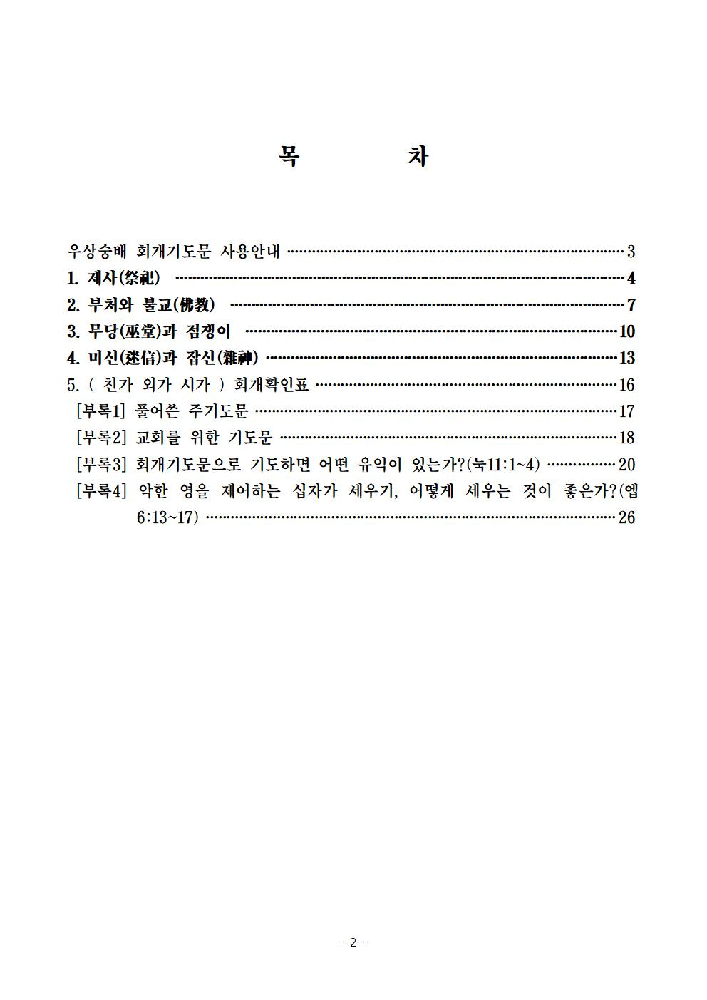 목 차
우상숭배 회개기도문 사용안내 ································································ 3
1. 제사(祭祀) ································································ 4
2. 부처와 불교(佛敎) ································································ 7
3. 무당(巫堂)과 점쟁이 ································································ 10
4. 미신(迷信)과 잡신(雜神) ································································ 13
5. ( 친가 외가 시가 ) 회개확인표 ································································ 16
[부록1] 풀어쓴 주기도문 ································································ 17
[부록2] 교회를 위한 기도문 ································································ 18
[부록3] 회개기도문으로 기도하면 어떤 유익이 있는가?(눅11:1~4) ················ 20
[부록4] 악한 영을 제어하는 십자가 세우기, 어떻게 세우는 것이 좋은가?(엡
6:13~17) ································································ 26
- 2 -